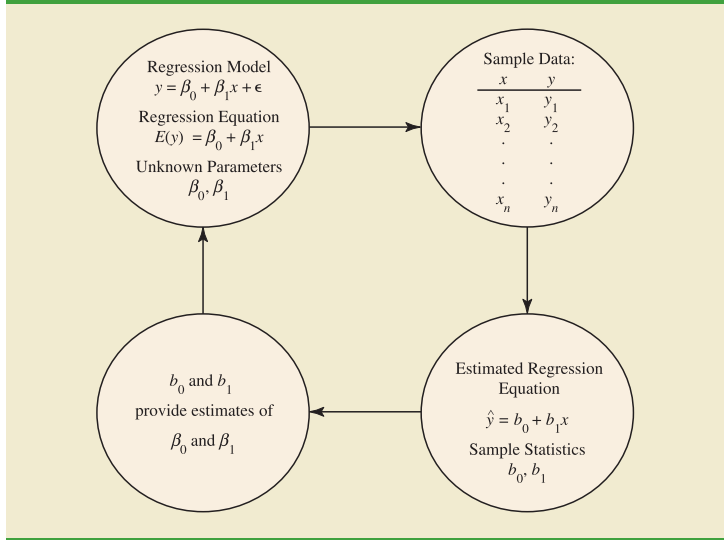 Regression Model
y = β₀ + β₁x + ϵ
Regression Equation
E(y) = β₀ + β₁x
Unknown Parameters
β₀, β₁
Sample Data:
x y
x₁ y₁
x₂ y₂
. .
. .
. .
xₙ yₙ
b₀ and b₁
provide estimates of
β₀ and β₁
Estimated Regression
Equation
ŷ = b₀ + b₁x
Sample Statistics
b₀, b₁